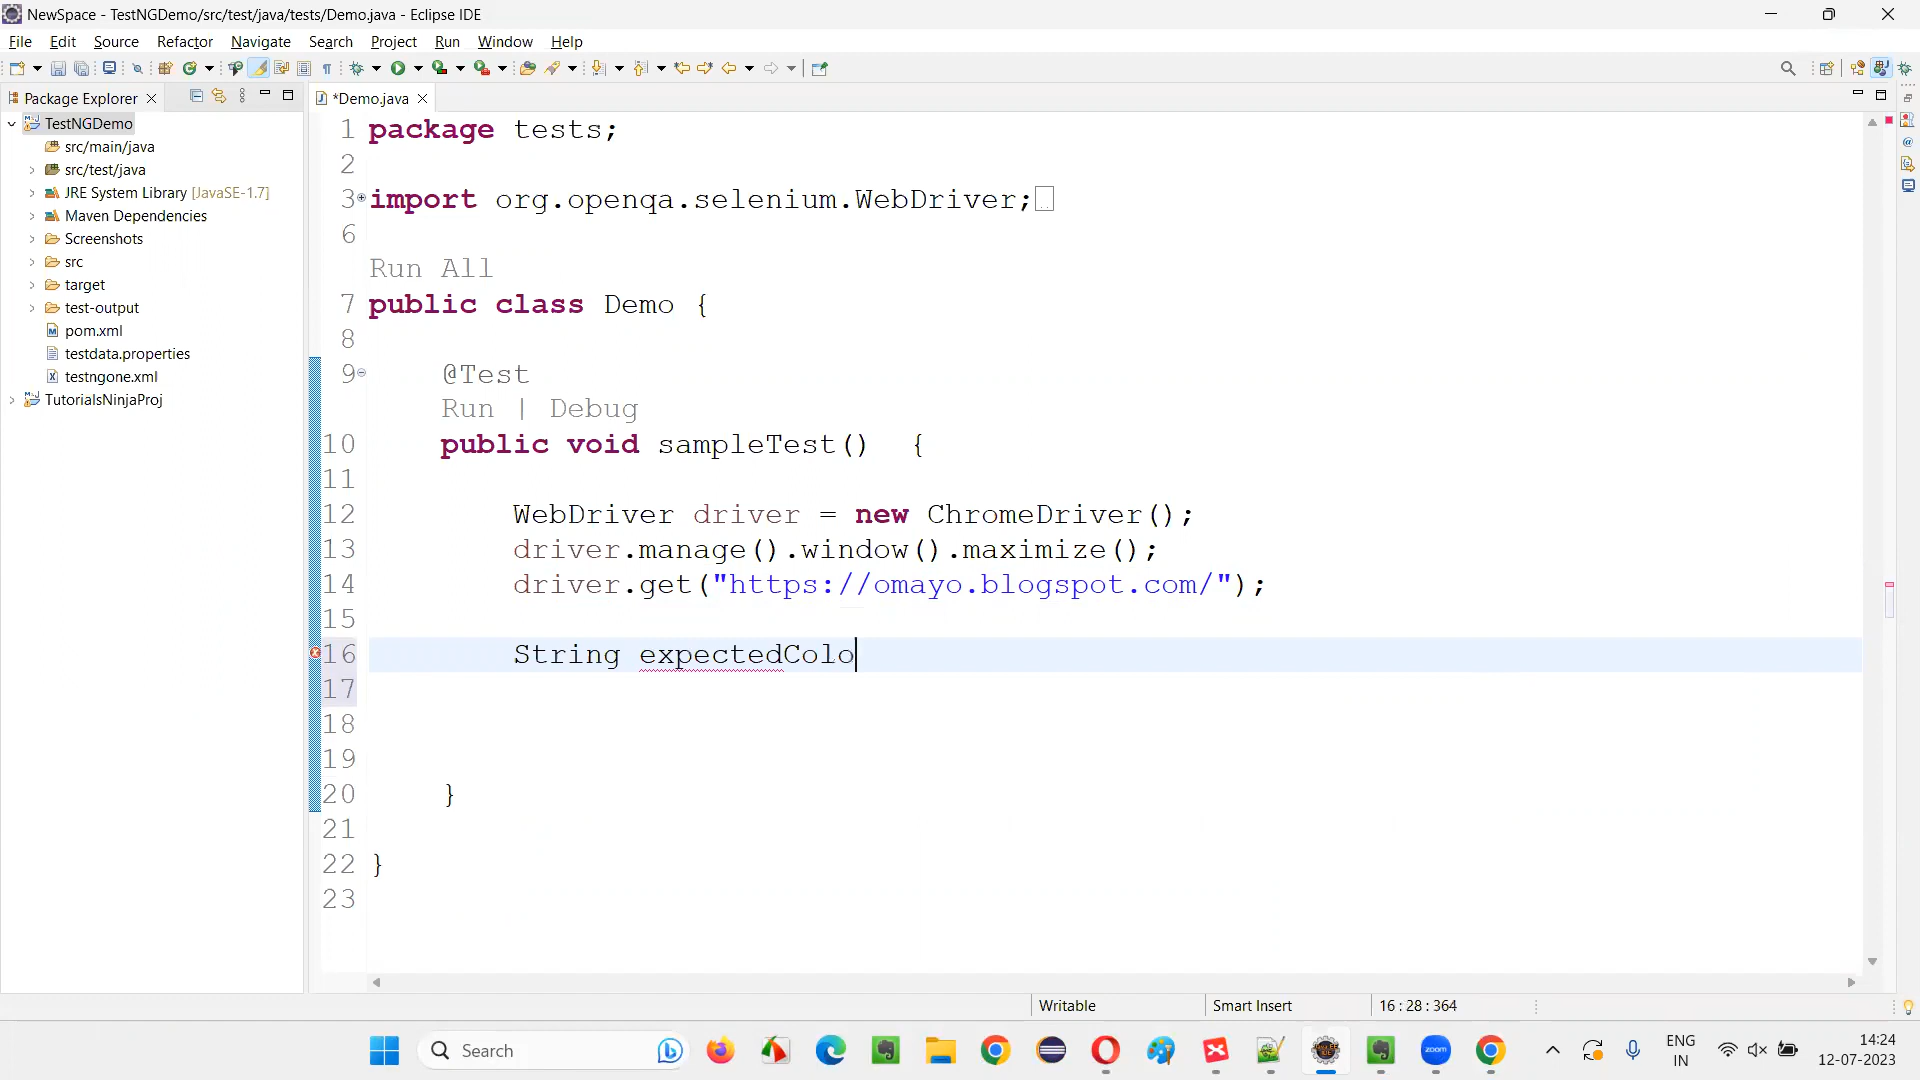 NewSpace - TestNGDemo/src/test/java/tests/Demo.java - Eclipse IDE
File Edit Source Refactor Navigate Search Project Run Window Help
Package Explorer
*Demo.java
TestNGDemo
src/main/java
src/test/java
JRE System Library [JavaSE-1.7]
Maven Dependencies
Screenshots
src
target
test-output
pom.xml
testdata.properties
testngone.xml
TutorialsNinjaProj
1 package tests;
2
3 import org.openqa.selenium.WebDriver;
6
Run All
7 public class Demo {
8
9 @Test
Run | Debug
10 public void sampleTest() {
11
12 WebDriver driver = new ChromeDriver();
13 driver.manage().window().maximize();
14 driver.get("https://omayo.blogspot.com/");
15
16 String expectedColo
17
18
19
20 }
21
22 }
23
Writable
Smart Insert
16 : 28 : 364
Search
zoom
ENG
IN
14:24
12-07-2023